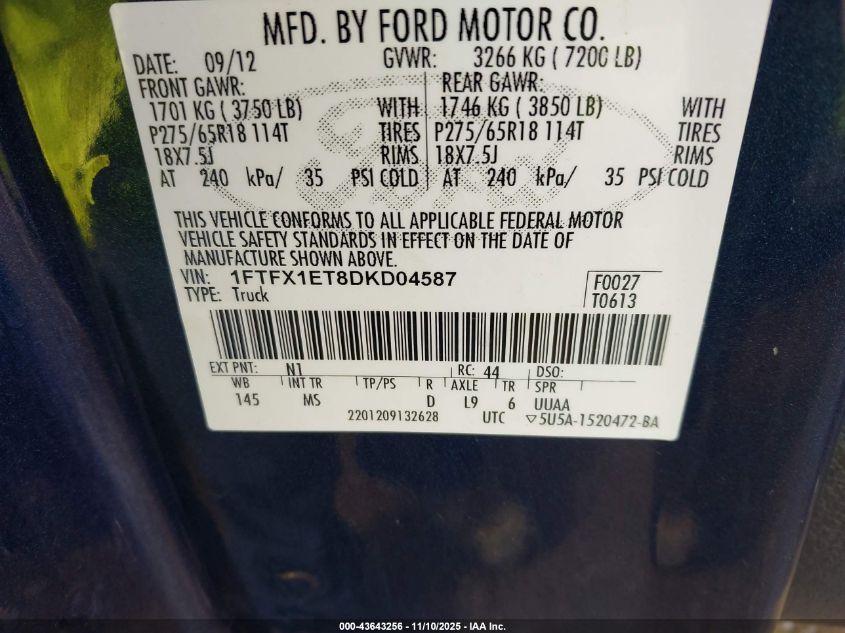 MFD. BY FORD MOTOR CO.
DATE: 09/12 GVWR: 3266 KG ( 7200 LB)
FRONT GAWR: REAR GAWR:
1701 KG ( 3750 LB) WITH 1746 KG ( 3850 LB) WITH
P275/65R18 114T TIRES P275/65R18 114T TIRES
18X7.5J RIMS 18X7.5J RIMS
AT 240 kPa/ 35 PSI COLD AT 240 kPa/ 35 PSI COLD
THIS VEHICLE CONFORMS TO ALL APPLICABLE FEDERAL MOTOR
VEHICLE SAFETY STANDARDS IN EFFECT ON THE DATE OF
MANUFACTURE SHOWN ABOVE.
VIN: 1FTFX1ET8DKD04587 F0027
TYPE: Truck T0613
EXT PNT: N1 RC: 44 DSO:
WB INT TR TP/PS R AXLE TR SPR
145 MS D L9 6 UUAA
2201209132628 UTC ▽5U5A-1520472-BA
000-43643256 — 11/10/2025 — IAA Inc.